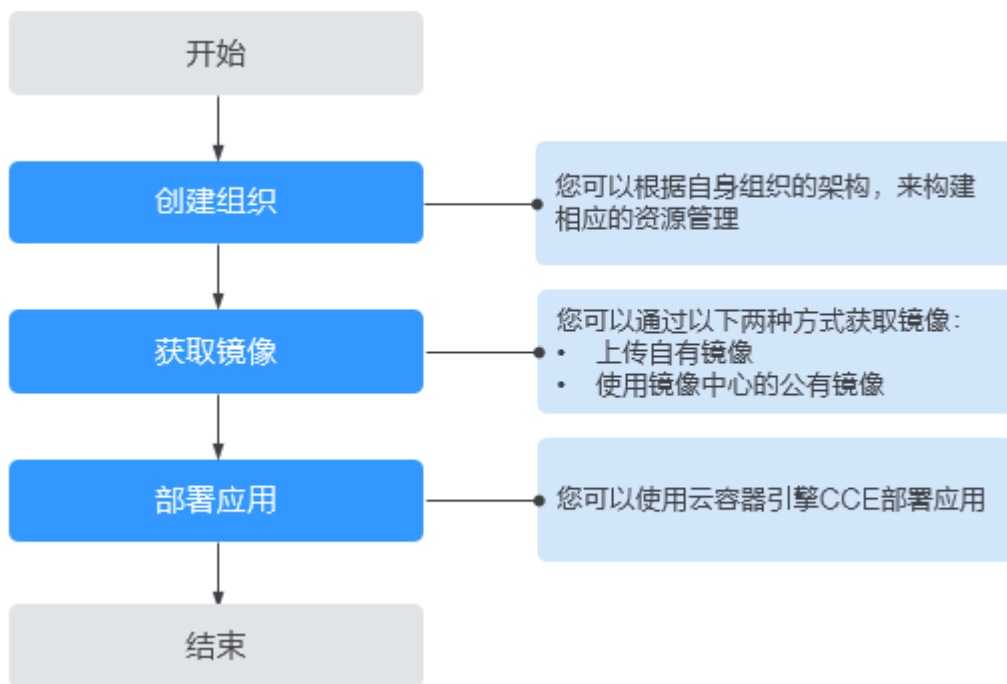 开始
创建组织
您可以根据自身组织的架构，来构建
相应的资源管理
获取镜像
您可以通过以下两种方式获取镜像：
• 上传自有镜像
• 使用镜像中心的公有镜像
部署应用
您可以使用云容器引擎CCE部署应用
结束